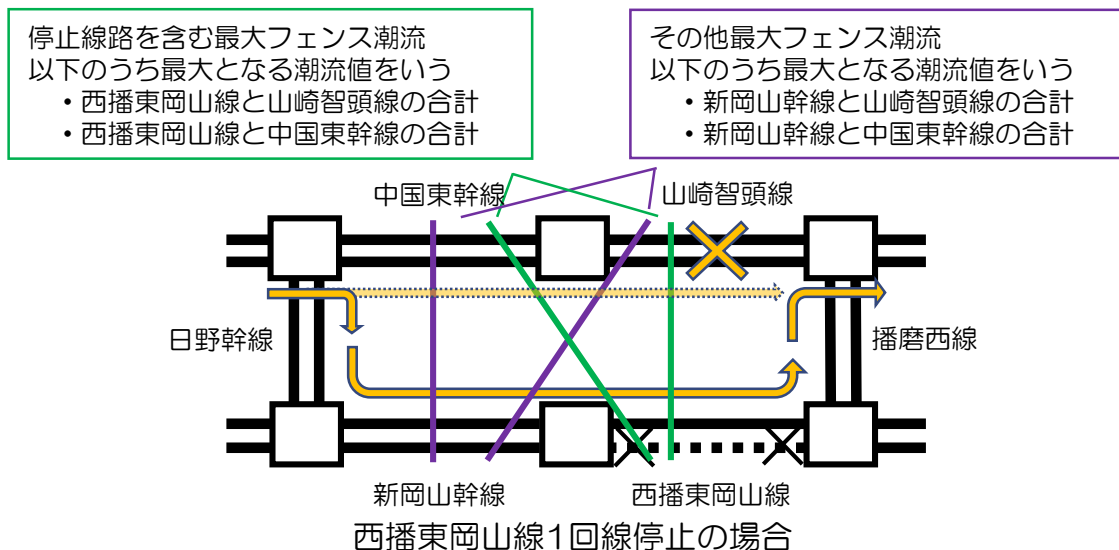 停止線路を含む最大フェンス潮流
以下のうち最大となる潮流値をいう
・西播東岡山線と山崎智頭線の合計
・西播東岡山線と中国東幹線の合計
その他最大フェンス潮流
以下のうち最大となる潮流値をいう
・新岡山幹線と山崎智頭線の合計
・新岡山幹線と中国東幹線の合計
中国東幹線
山崎智頭線
日野幹線
播磨西線
新岡山幹線
西播東岡山線
西播東岡山線1回線停止の場合